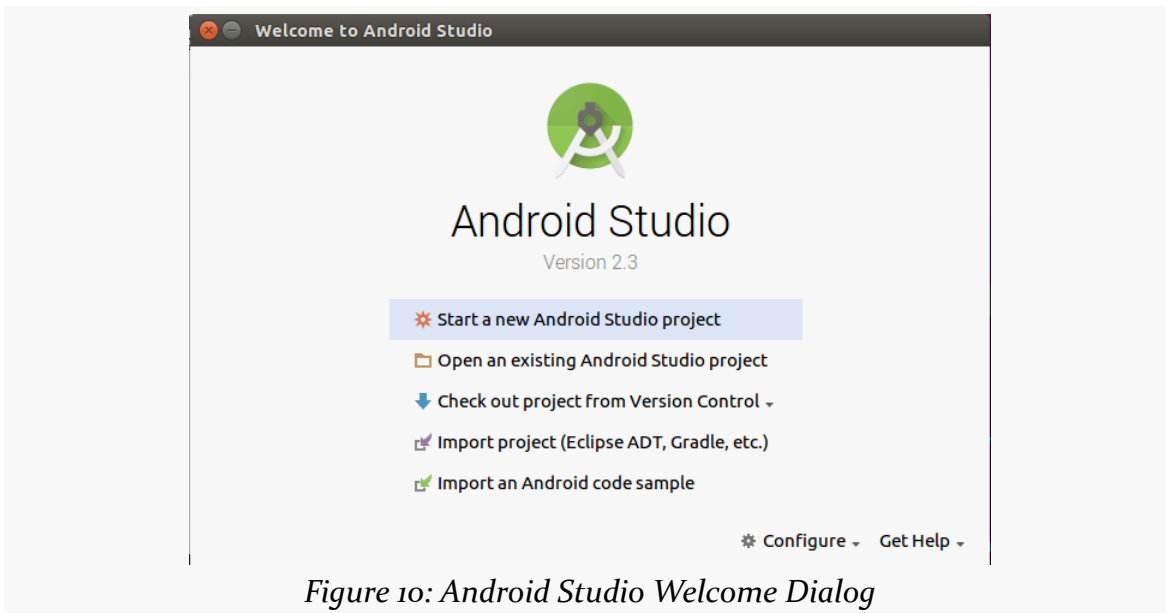 Welcome to Android Studio
Android Studio
Version 2.3
Start a new Android Studio project
Open an existing Android Studio project
Check out project from Version Control
Import project (Eclipse ADT, Gradle, etc.)
Import an Android code sample
Configure Get Help
Figure 10: Android Studio Welcome Dialog